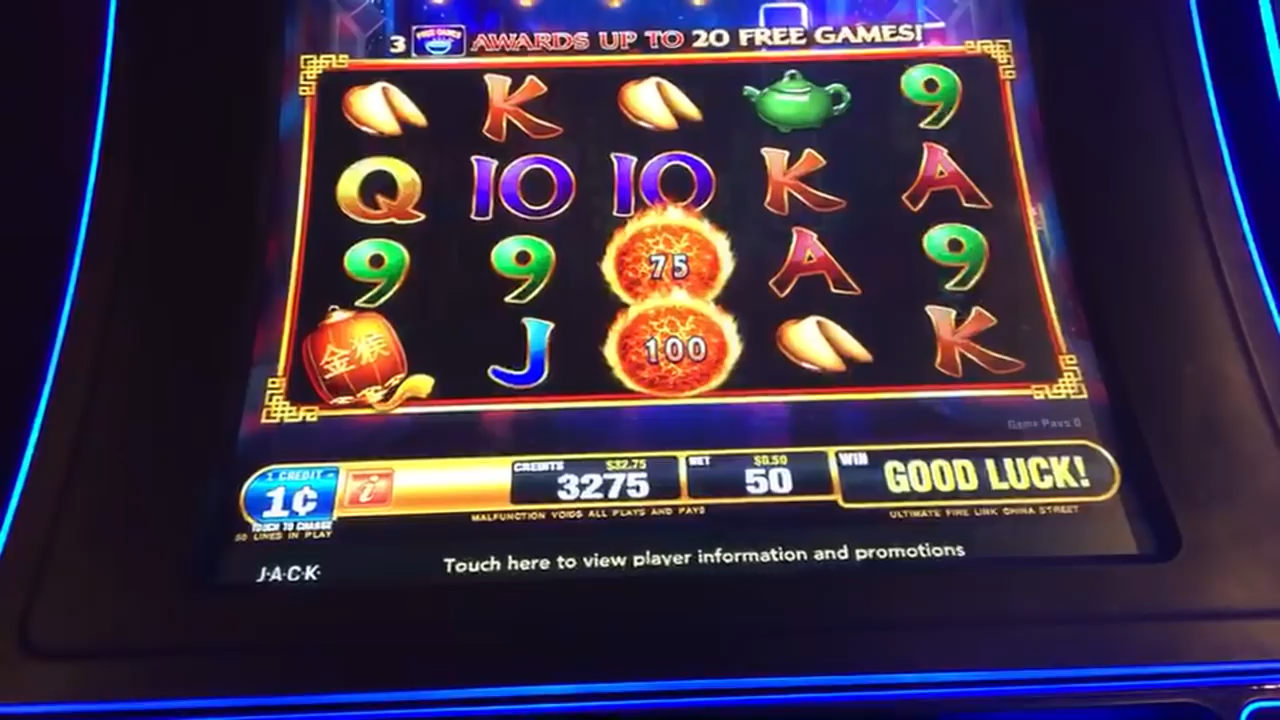 3 FREE GAMES AWARDS UP TO 20 FREE GAMES!
K 9
Q 10 10 K A
9 9 75 A 9
金猴 J 100 K
Game Pays 0
1 CREDIT =
1¢
TOUCH TO CHANGE
50 LINES IN PLAY
i
CREDITS $32.75
3275
BET $0.50
50
WIN
GOOD LUCK!
MALFUNCTION VOIDS ALL PLAYS AND PAYS
ULTIMATE FIRE LINK CHINA STREET
J·A·C·K·
Touch here to view player information and promotions